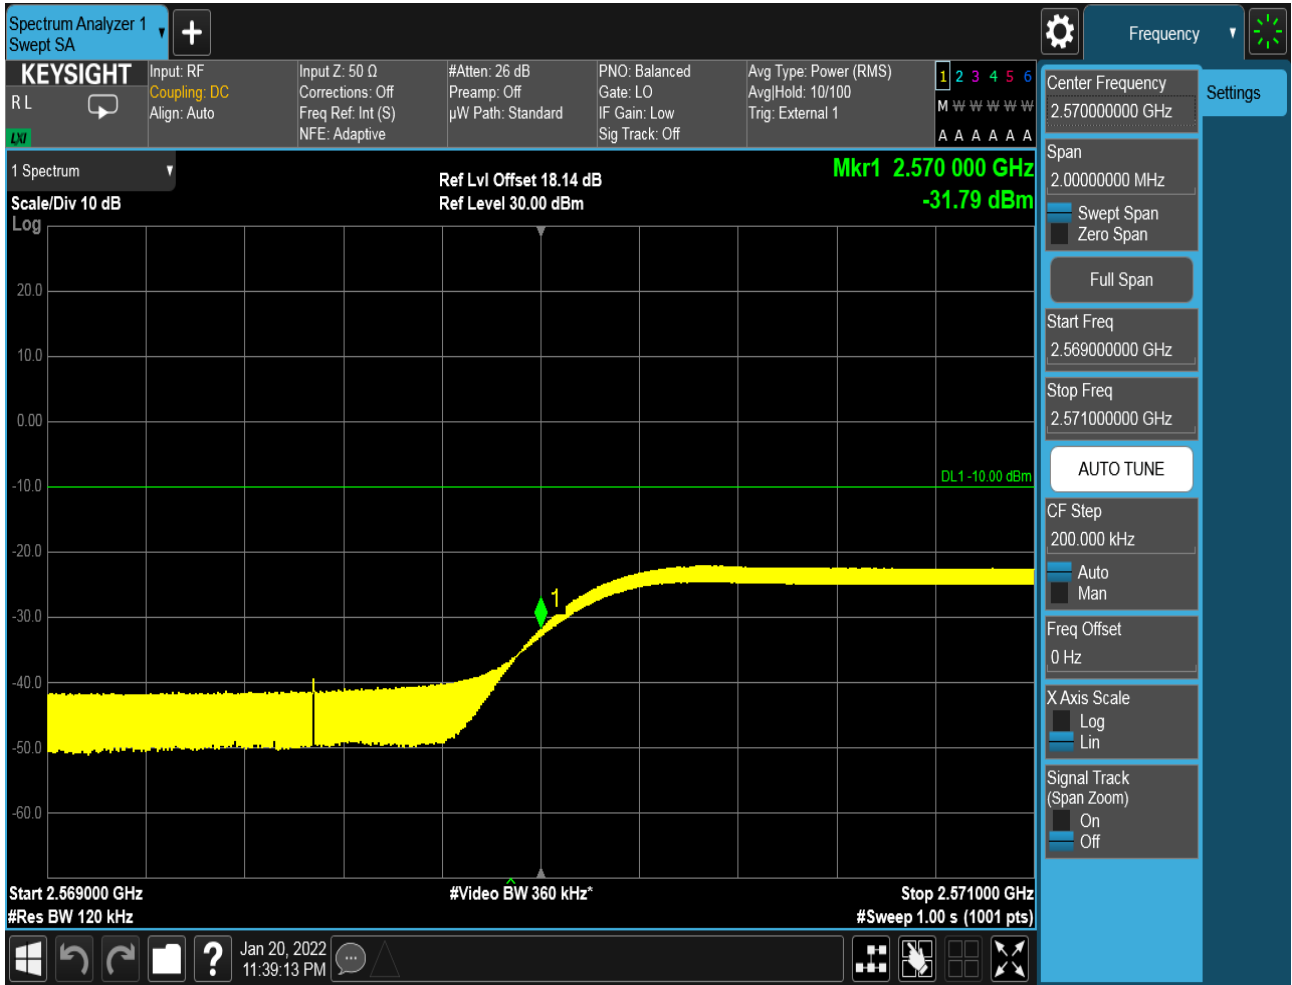 Spectrum Analyzer 1
Swept SA
Frequency
KEYSIGHT
R L
LXI
Input: RF
Coupling: DC
Align: Auto
Input Z: 50 Ω
Corrections: Off
Freq Ref: Int (S)
NFE: Adaptive
#Atten: 26 dB
Preamp: Off
µW Path: Standard
PNO: Balanced
Gate: LO
IF Gain: Low
Sig Track: Off
Avg Type: Power (RMS)
Avg|Hold: 10/100
Trig: External 1
1 2 3 4 5 6
M W W W W W
A A A A A A
1 Spectrum
Scale/Div 10 dB
Log
Ref Lvl Offset 18.14 dB
Ref Level 30.00 dBm
Mkr1 2.570 000 GHz
-31.79 dBm
20.0
10.0
0.00
-10.0
DL1 -10.00 dBm
-20.0
1
-30.0
-40.0
-50.0
-60.0
Start 2.569000 GHz
#Video BW 360 kHz*
Stop 2.571000 GHz
#Res BW 120 kHz
#Sweep 1.00 s (1001 pts)
Jan 20, 2022
11:39:13 PM
?
Center Frequency
2.570000000 GHz
Settings
Span
2.00000000 MHz
Swept Span
Zero Span
Full Span
Start Freq
2.569000000 GHz
Stop Freq
2.571000000 GHz
AUTO TUNE
CF Step
200.000 kHz
Auto
Man
Freq Offset
0 Hz
X Axis Scale
Log
Lin
Signal Track
(Span Zoom)
On
Off